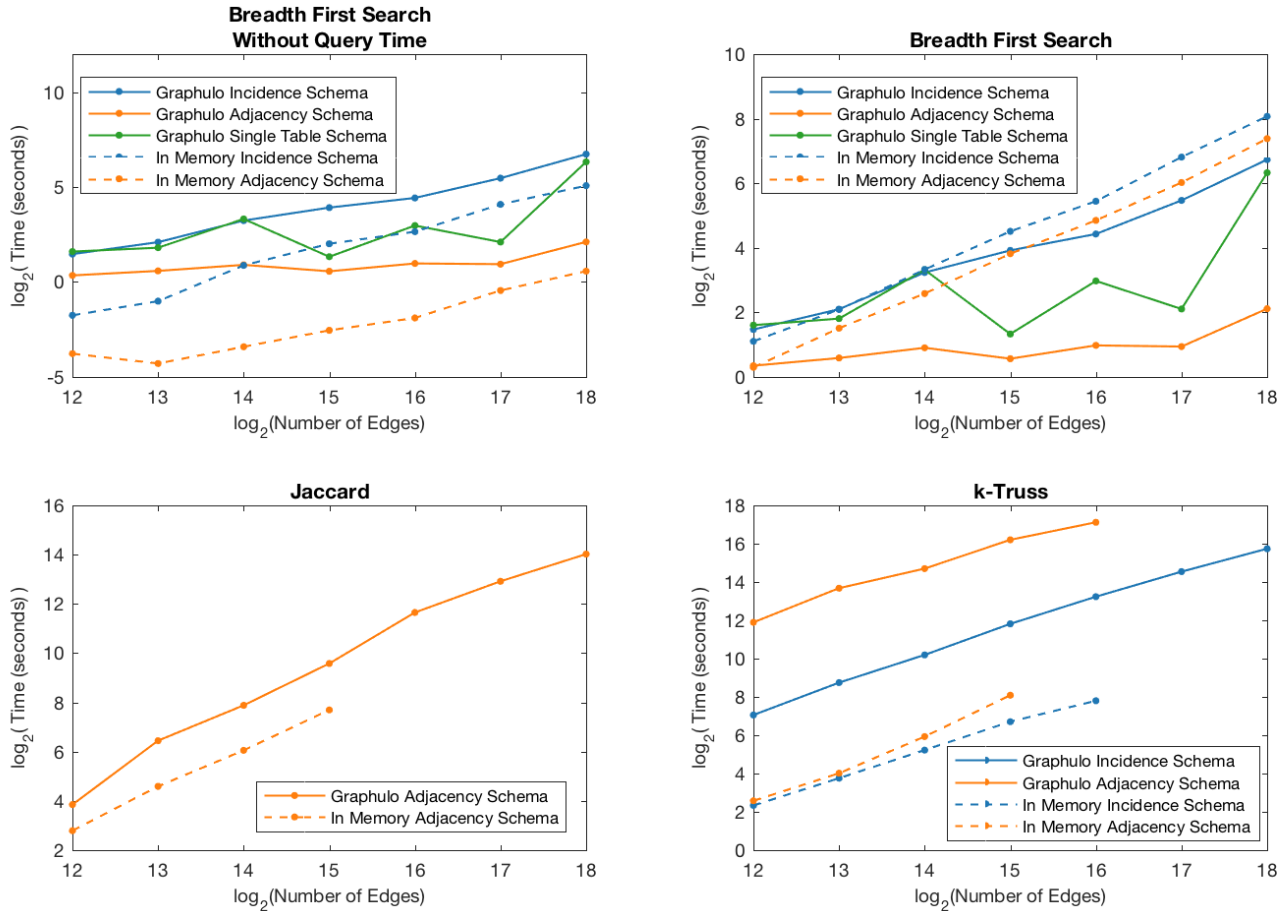 Breadth First Search
Without Query Time
10
5
0
-5
log2( Time (seconds) )
Graphulo Incidence Schema
Graphulo Adjacency Schema
Graphulo Single Table Schema
In Memory Incidence Schema
In Memory Adjacency Schema
12 13 14 15 16 17 18
log2(Number of Edges)
Breadth First Search
10
8
6
4
2
0
log2( Time (seconds) )
Graphulo Incidence Schema
Graphulo Adjacency Schema
Graphulo Single Table Schema
In Memory Incidence Schema
In Memory Adjacency Schema
12 13 14 15 16 17 18
log2(Number of Edges)
Jaccard
16
14
12
10
8
6
4
2
log2( Time (seconds) )
Graphulo Adjacency Schema
In Memory Adjacency Schema
12 13 14 15 16 17 18
log2(Number of Edges)
k-Truss
18
16
14
12
10
8
6
4
2
0
log2( Time (seconds) )
Graphulo Incidence Schema
Graphulo Adjacency Schema
In Memory Incidence Schema
In Memory Adjacency Schema
12 13 14 15 16 17 18
log2(Number of Edges)